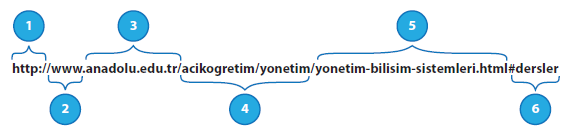 1 3 5
http://www.anadolu.edu.tr/acikogretim/yonetim/yonetim-bilisim-sistemleri.html#dersler
2 4 6